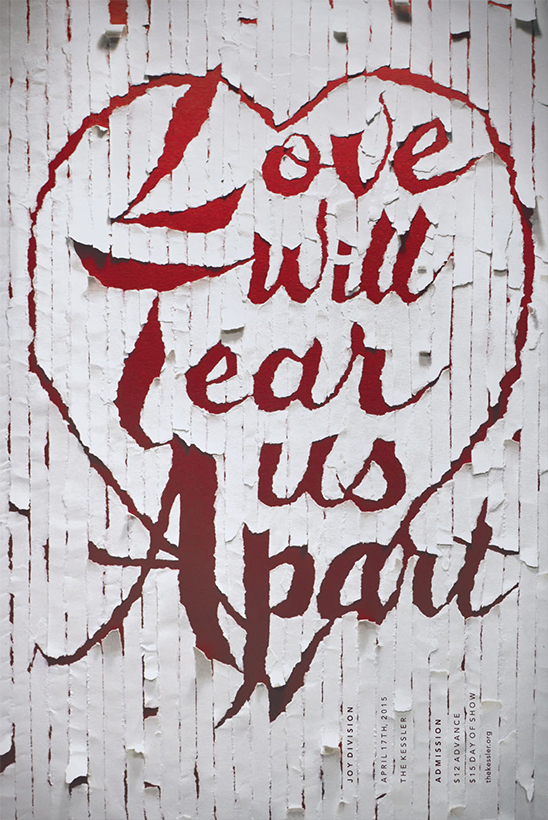 Love
Will
Tear
us
Apart
JOY DIVISION
APRIL 17TH, 2015
THE KESSLER
ADMISSION
$12 ADVANCE
$15 DAY OF SHOW
thekessler.org